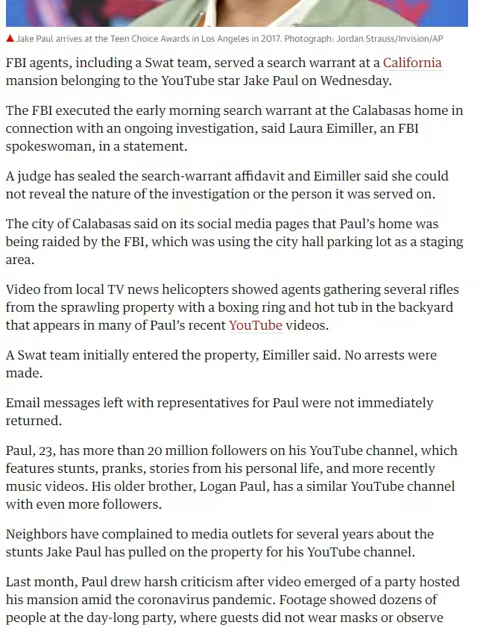 ▲ Jake Paul arrives at the Teen Choice Awards in Los Angeles in 2017. Photograph: Jordan Strauss/Invision/AP
FBI agents, including a Swat team, served a search warrant at a California
mansion belonging to the YouTube star Jake Paul on Wednesday.
The FBI executed the early morning search warrant at the Calabasas home in
connection with an ongoing investigation, said Laura Eimiller, an FBI
spokeswoman, in a statement.
A judge has sealed the search-warrant affidavit and Eimiller said she could
not reveal the nature of the investigation or the person it was served on.
The city of Calabasas said on its social media pages that Paul's home was
being raided by the FBI, which was using the city hall parking lot as a staging
area.
Video from local TV news helicopters showed agents gathering several rifles
from the sprawling property with a boxing ring and hot tub in the backyard
that appears in many of Paul's recent YouTube videos.
A Swat team initially entered the property, Eimiller said. No arrests were
made.
Email messages left with representatives for Paul were not immediately
returned.
Paul, 23, has more than 20 million followers on his YouTube channel, which
features stunts, pranks, stories from his personal life, and more recently
music videos. His older brother, Logan Paul, has a similar YouTube channel
with even more followers.
Neighbors have complained to media outlets for several years about the
stunts Jake Paul has pulled on the property for his YouTube channel.
Last month, Paul drew harsh criticism after video emerged of a party hosted
his mansion amid the coronavirus pandemic. Footage showed dozens of
people at the day-long party, where guests did not wear masks or observe